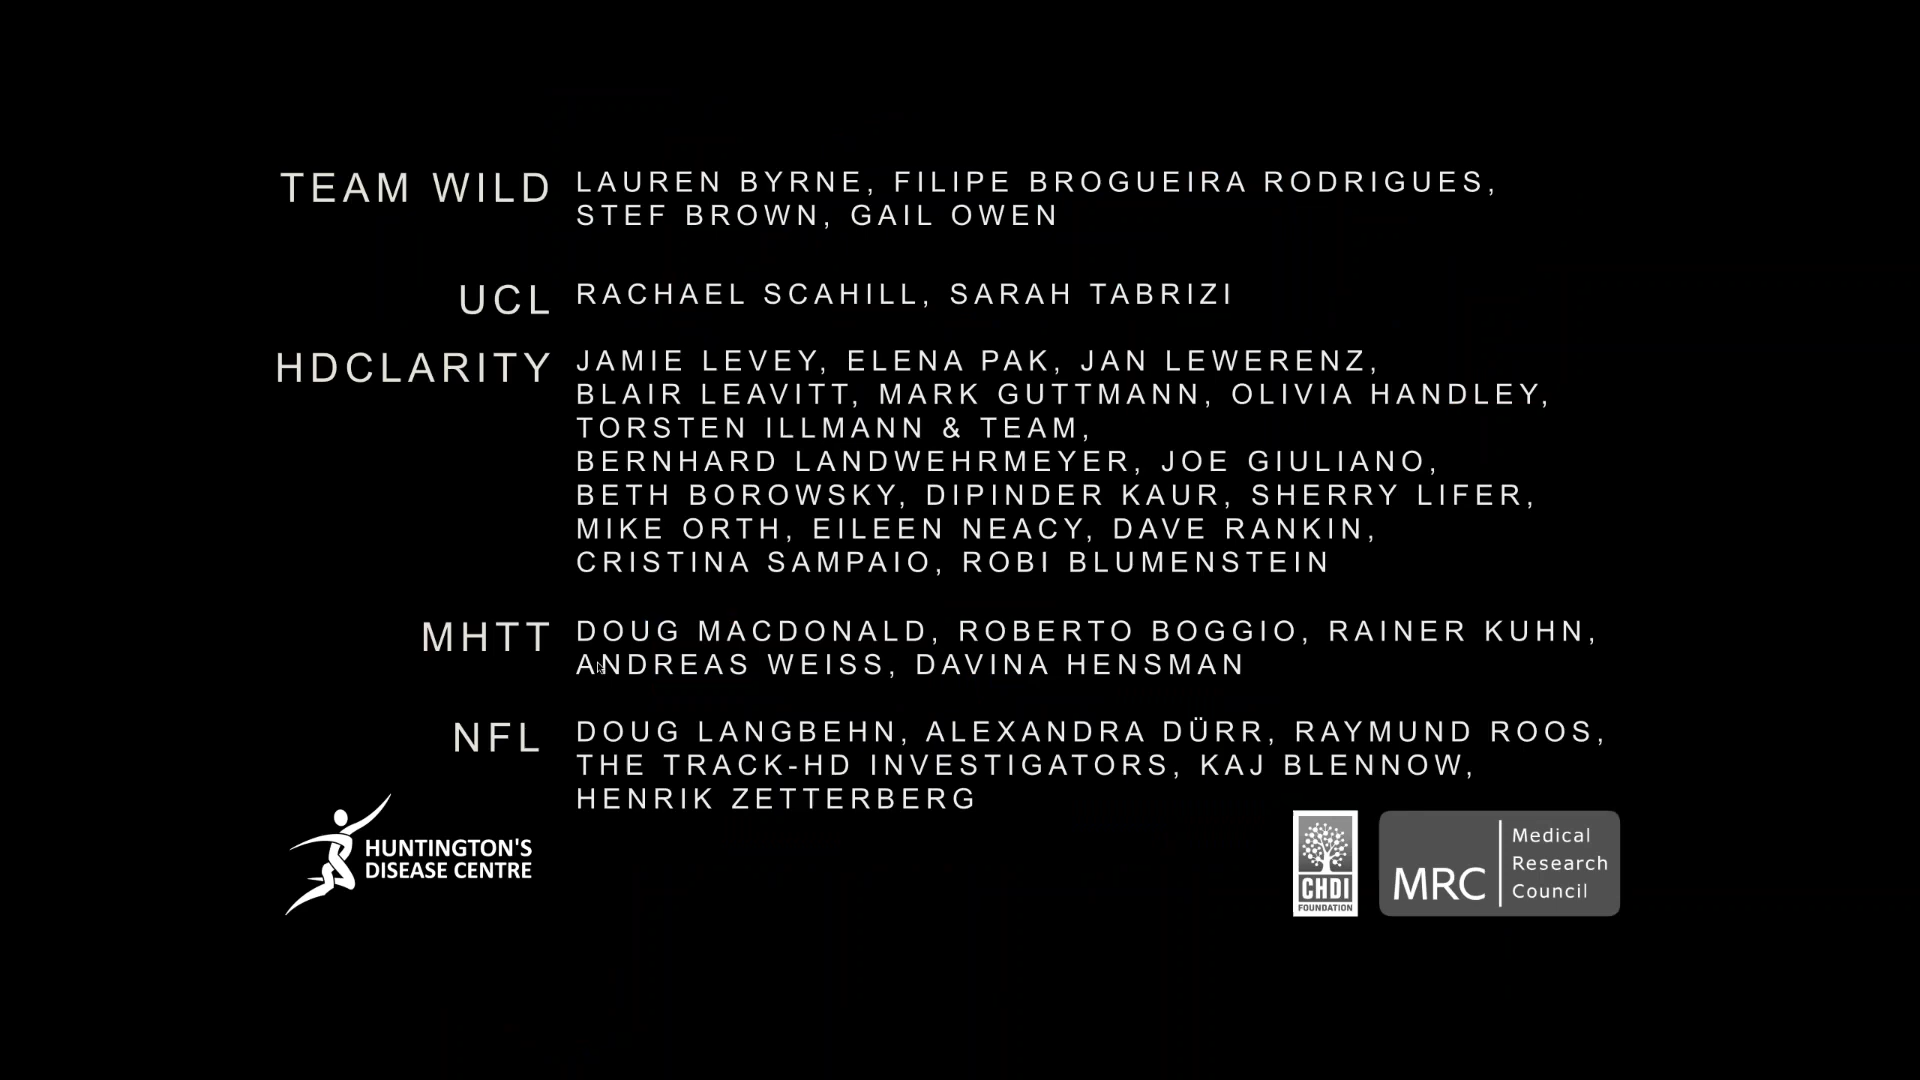 TEAM WILD LAUREN BYRNE, FILIPE BROGUEIRA RODRIGUES,
STEF BROWN, GAIL OWEN
UCL RACHAEL SCAHILL, SARAH TABRIZI
HDCLARITY JAMIE LEVEY, ELENA PAK, JAN LEWERENZ,
BLAIR LEAVITT, MARK GUTTMANN, OLIVIA HANDLEY,
TORSTEN ILLMANN & TEAM,
BERNHARD LANDWEHRMEYER, JOE GIULIANO,
BETH BOROWSKY, DIPINDER KAUR, SHERRY LIFER,
MIKE ORTH, EILEEN NEACY, DAVE RANKIN,
CRISTINA SAMPAIO, ROBI BLUMENSTEIN
MHTT DOUG MACDONALD, ROBERTO BOGGIO, RAINER KUHN,
ANDREAS WEISS, DAVINA HENSMAN
NFL DOUG LANGBEHN, ALEXANDRA DÜRR, RAYMUND ROOS,
THE TRACK-HD INVESTIGATORS, KAJ BLENNOW,
HENRIK ZETTERBERG
HUNTINGTON'S
DISEASE CENTRE
CHDI
FOUNDATION
MRC
Medical
Research
Council